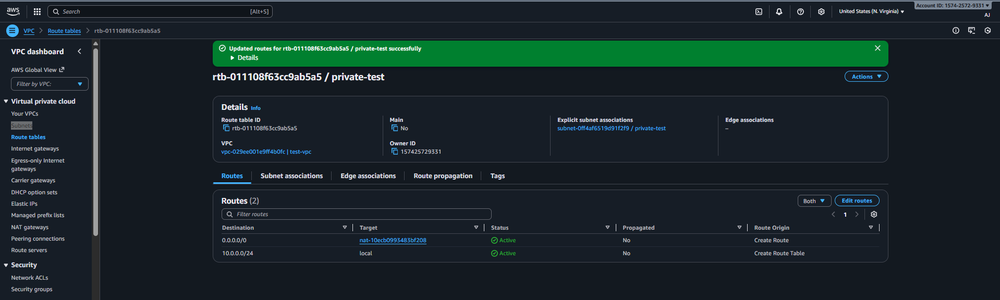 aws
Search [Alt+S]
United States (N. Virginia)
Account ID: 1574-2572-9331
AJ
VPC
Route tables
rtb-011108f63cc9ab5a5
VPC dashboard
AWS Global View
Filter by VPC:
Virtual private cloud
Your VPCs
Subnets
Route tables
Internet gateways
Egress-only Internet
gateways
Carrier gateways
DHCP option sets
Elastic IPs
Managed prefix lists
NAT gateways
Peering connections
Route servers
Security
Network ACLs
Security groups
Updated routes for rtb-011108f63cc9ab5a5 / private-test successfully
Details
rtb-011108f63cc9ab5a5 / private-test
Actions
Details Info
Route table ID
rtb-011108f63cc9ab5a5
Main
No
Explicit subnet associations
subnet-0ff4af6519d91f2f9 / private-test
Edge associations
–
VPC
vpc-029ee001e9ff4b0fc | test-vpc
Owner ID
157425729331
Routes
Subnet associations
Edge associations
Route propagation
Tags
Routes (2)
Both
Edit routes
Filter routes
1
Destination Target Status Propagated Route Origin
0.0.0.0/0 nat-10ecb0993483bf208 Active No Create Route
10.0.0.0/24 local Active No Create Route Table